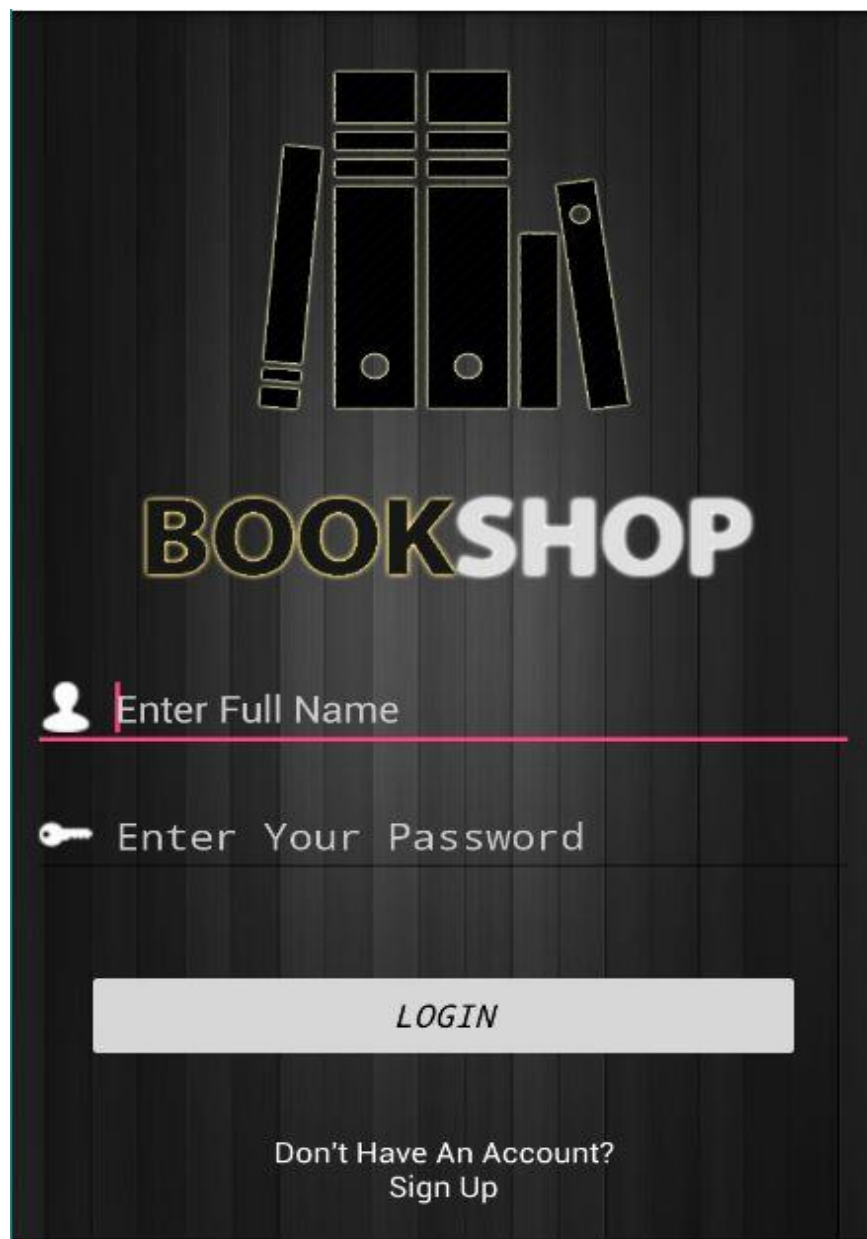 BOOKSHOP
Enter Full Name
Enter Your Password
LOGIN
Don't Have An Account?
Sign Up